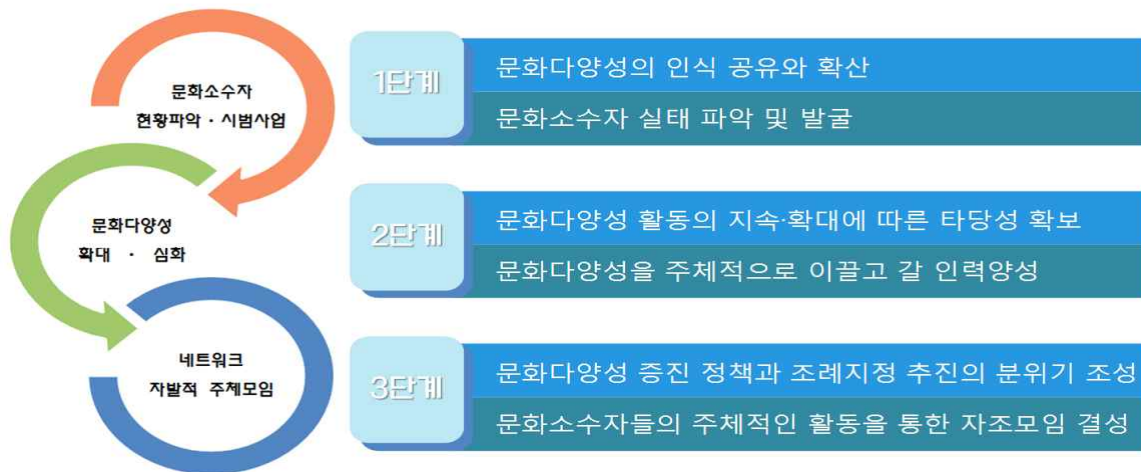 문화소수자
현황파악 · 시범사업
1단계
문화다양성의 인식 공유와 확산
문화소수자 실태 파악 및 발굴
문화다양성
확대 · 심화
2단계
문화다양성 활동의 지속·확대에 따른 타당성 확보
문화다양성을 주체적으로 이끌고 갈 인력양성
네트워크
자발적 주체모임
3단계
문화다양성 증진 정책과 조례지정 추진의 분위기 조성
문화소수자들의 주체적인 활동을 통한 자조모임 결성